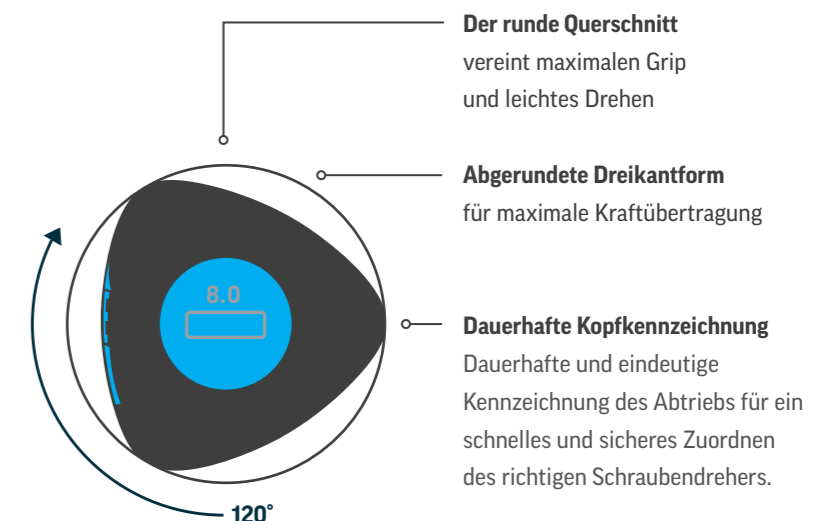 Der runde Querschnitt
vereint maximalen Grip
und leichtes Drehen
Abgerundete Dreikantform
für maximale Kraftübertragung
8.0
Dauerhafte Kopfkennzeichnung
Dauerhafte und eindeutige
Kennzeichnung des Abtriebs für ein
schnelles und sicheres Zuordnen
des richtigen Schraubendrehers.
120°